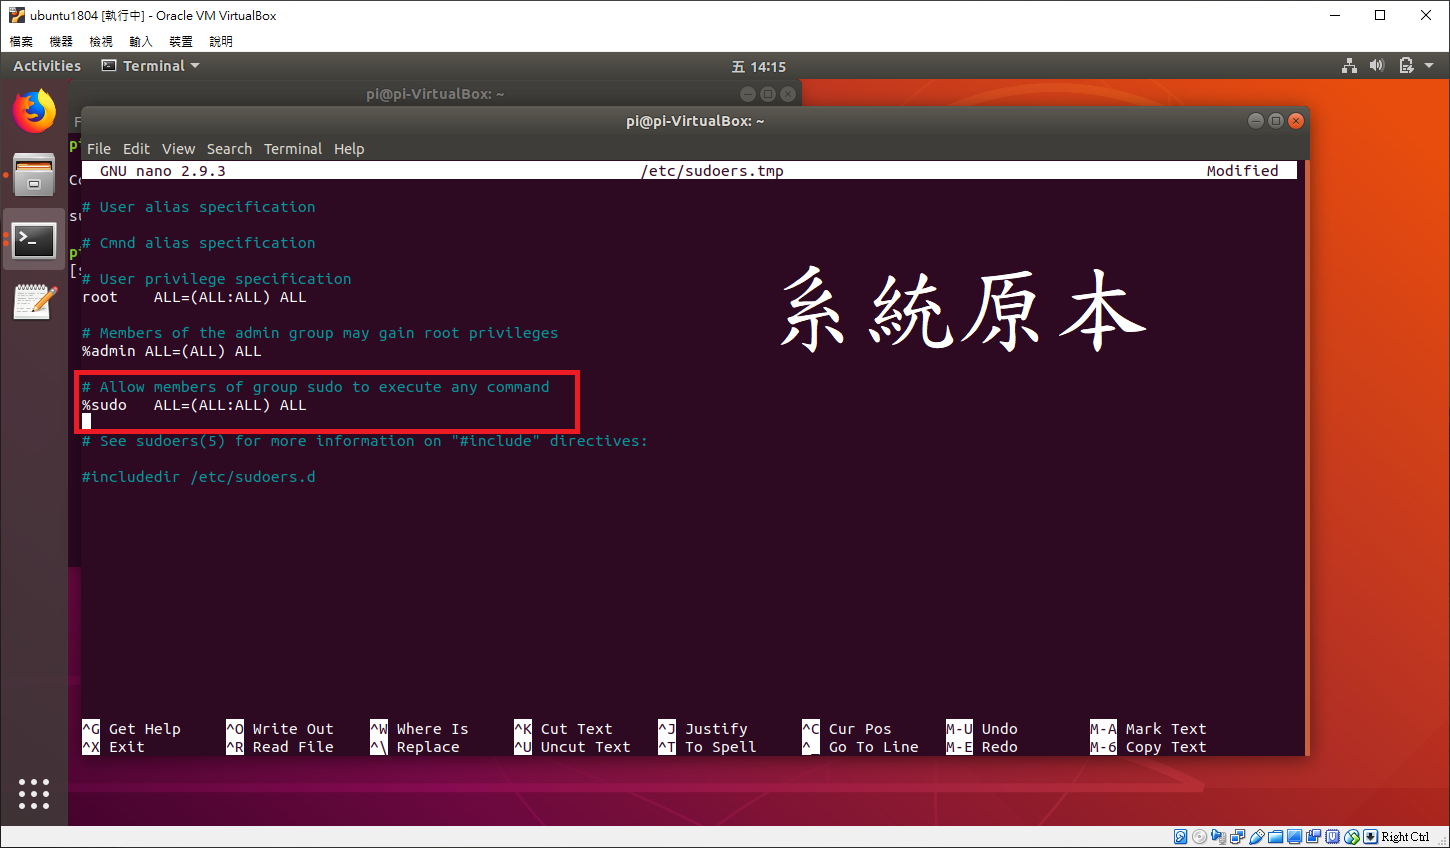 ubuntu1804 [執行中] - Oracle VM VirtualBox
檔案 機器 檢視 輸入 裝置 說明
Activities Terminal 五 14:15
pi@pi-VirtualBox: ~
pi@pi-VirtualBox: ~
File Edit View Search Terminal Help
GNU nano 2.9.3 /etc/sudoers.tmp Modified
# User alias specification
# Cmnd alias specification
# User privilege specification
root ALL=(ALL:ALL) ALL
系統原本
# Members of the admin group may gain root privileges
%admin ALL=(ALL) ALL
# Allow members of group sudo to execute any command
%sudo ALL=(ALL:ALL) ALL
# See sudoers(5) for more information on "#include" directives:
#includedir /etc/sudoers.d
^G Get Help ^O Write Out ^W Where Is ^K Cut Text ^J Justify ^C Cur Pos M-U Undo M-A Mark Text
^X Exit ^R Read File ^\ Replace ^U Uncut Text ^T To Spell ^_ Go To Line M-E Redo M-6 Copy Text
Right Ctrl